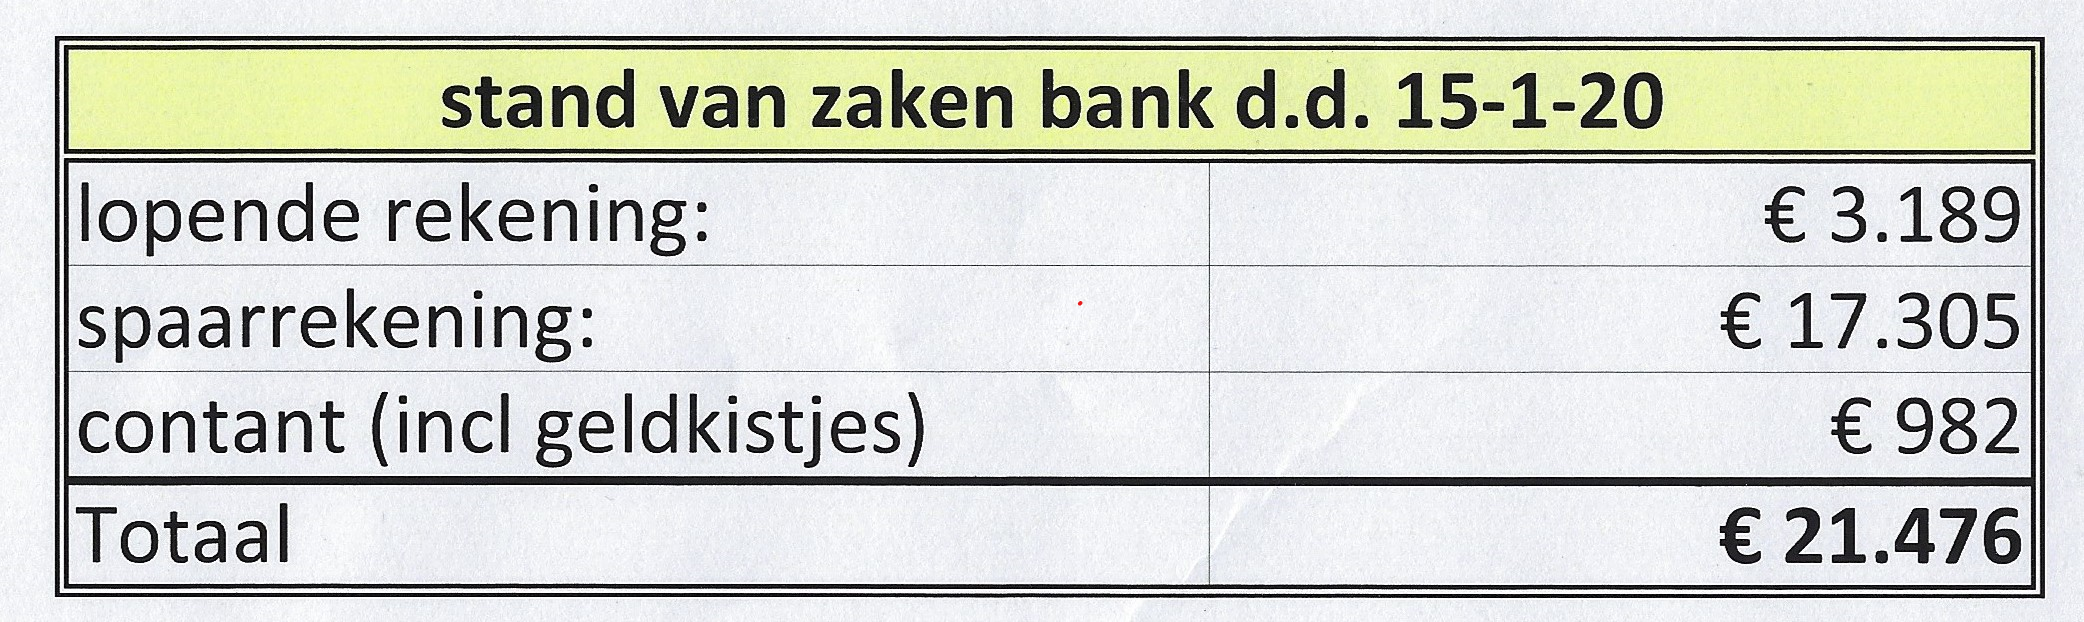 stand van zaken bank d.d. 15-1-20
lopende rekening: € 3.189
spaarrekening: € 17.305
contant (incl geldkistjes) € 982
Totaal € 21.476